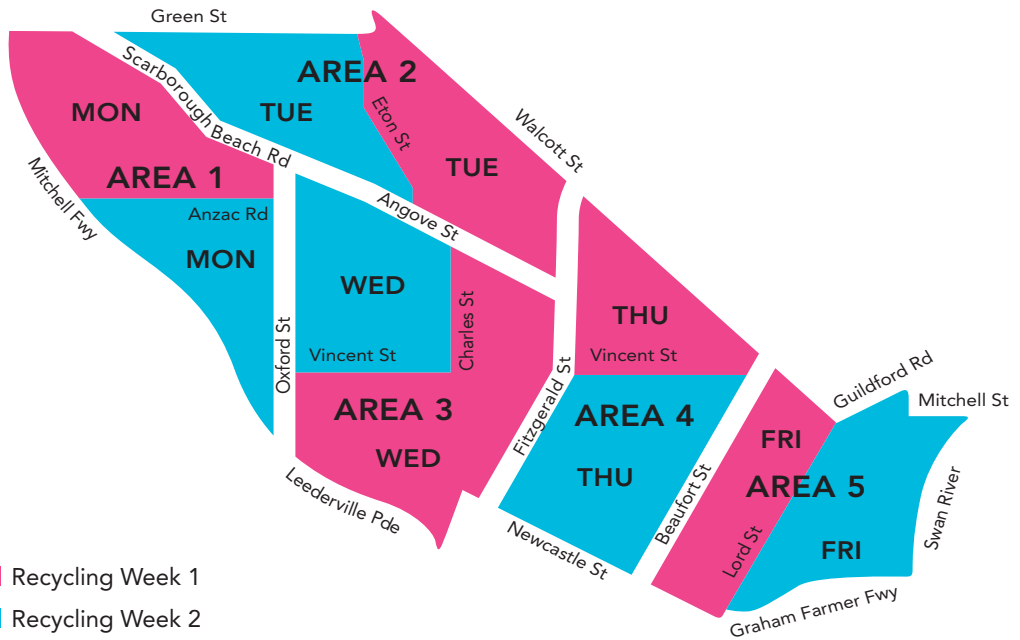 Green St
Scarborough Beach Rd
AREA 2
MON
TUE
Eton St
Walcott St
TUE
AREA 1
Mitchell Fwy
Anzac Rd
Angove St
MON
WED
Charles St
THU
Oxford St
Vincent St
Vincent St
Fitzgerald St
Guildford Rd
Mitchell St
AREA 3
AREA 4
WED
THU
FRI
AREA 5
Beaufort St
Lord St
FRI
Swan River
Leederville Pde
Newcastle St
Graham Farmer Fwy
Recycling Week 1
Recycling Week 2